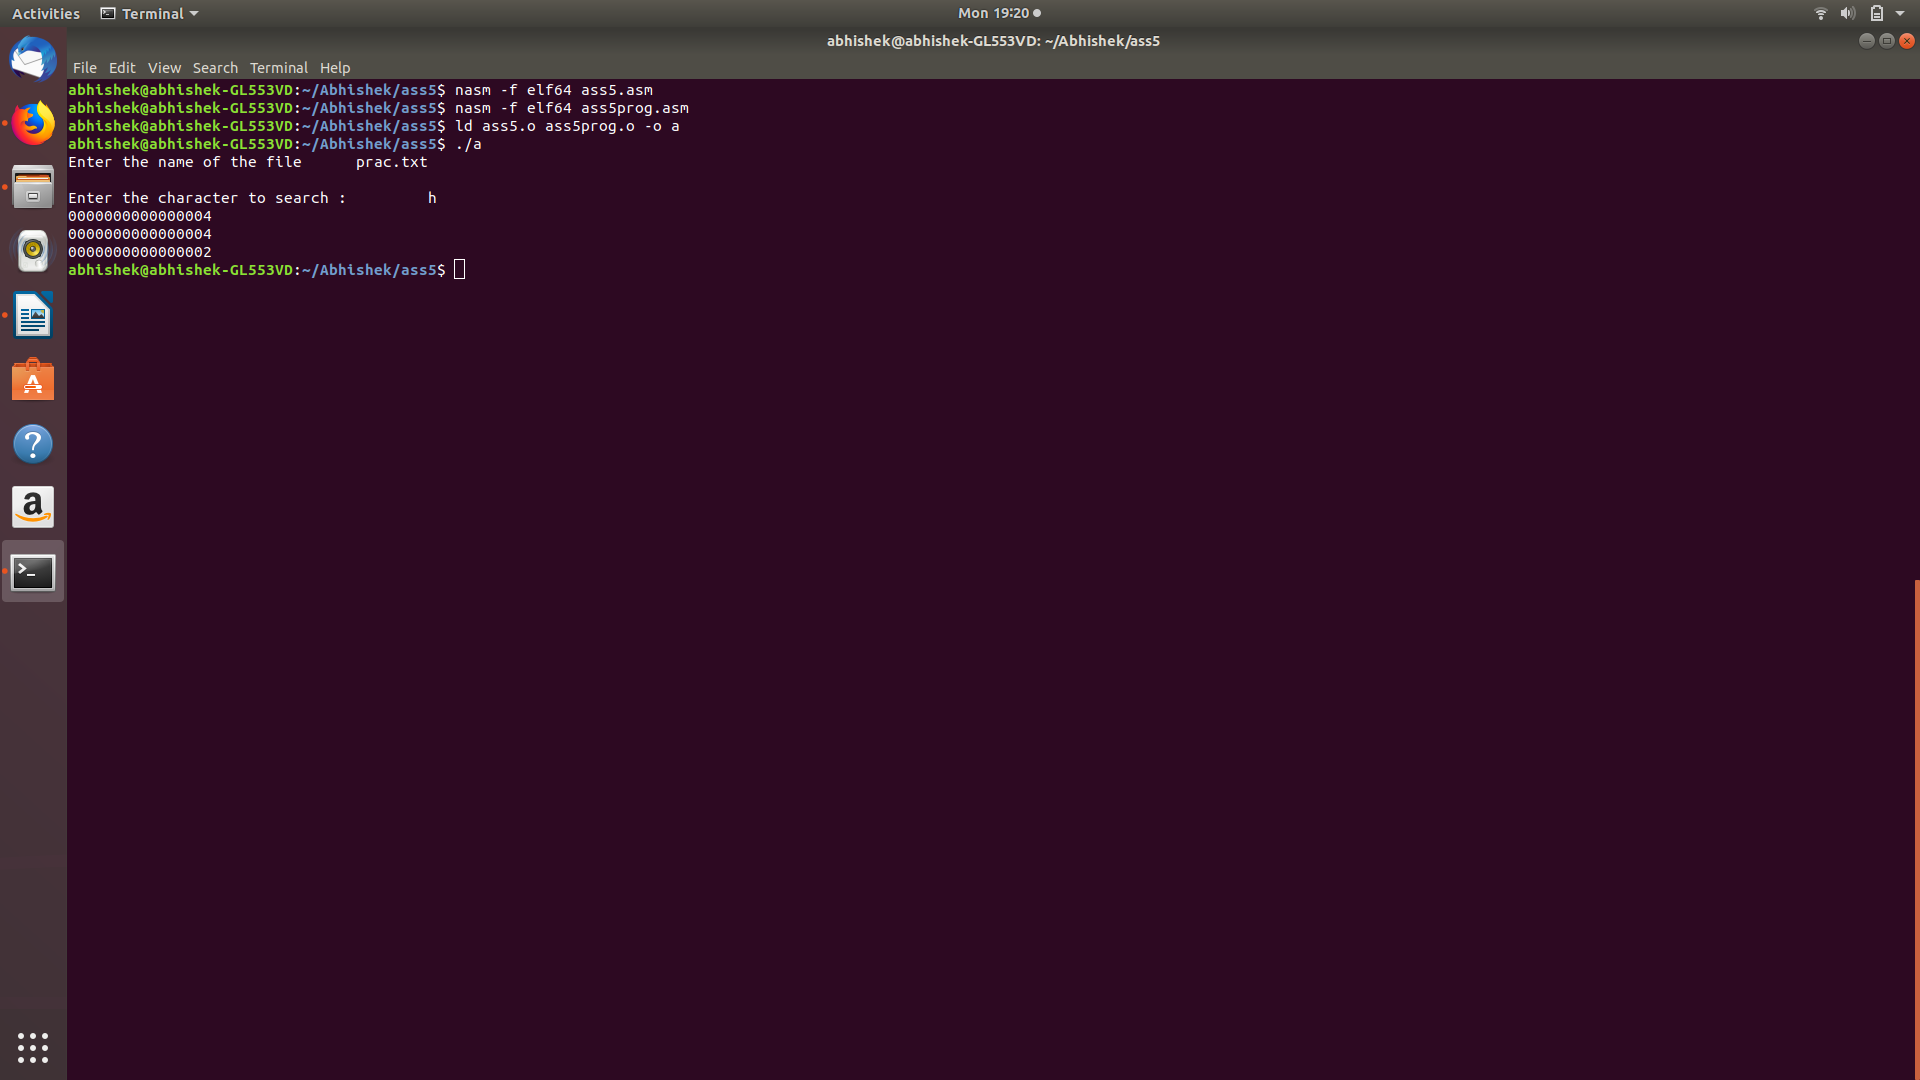 Activities Terminal Mon 19:20
abhishek@abhishek-GL553VD: ~/Abhishek/ass5
File Edit View Search Terminal Help
abhishek@abhishek-GL553VD:~/Abhishek/ass5$ nasm -f elf64 ass5.asm
abhishek@abhishek-GL553VD:~/Abhishek/ass5$ nasm -f elf64 ass5prog.asm
abhishek@abhishek-GL553VD:~/Abhishek/ass5$ ld ass5.o ass5prog.o -o a
abhishek@abhishek-GL553VD:~/Abhishek/ass5$ ./a
Enter the name of the file      prac.txt
Enter the character to search :         h
0000000000000004
0000000000000004
0000000000000002
abhishek@abhishek-GL553VD:~/Abhishek/ass5$